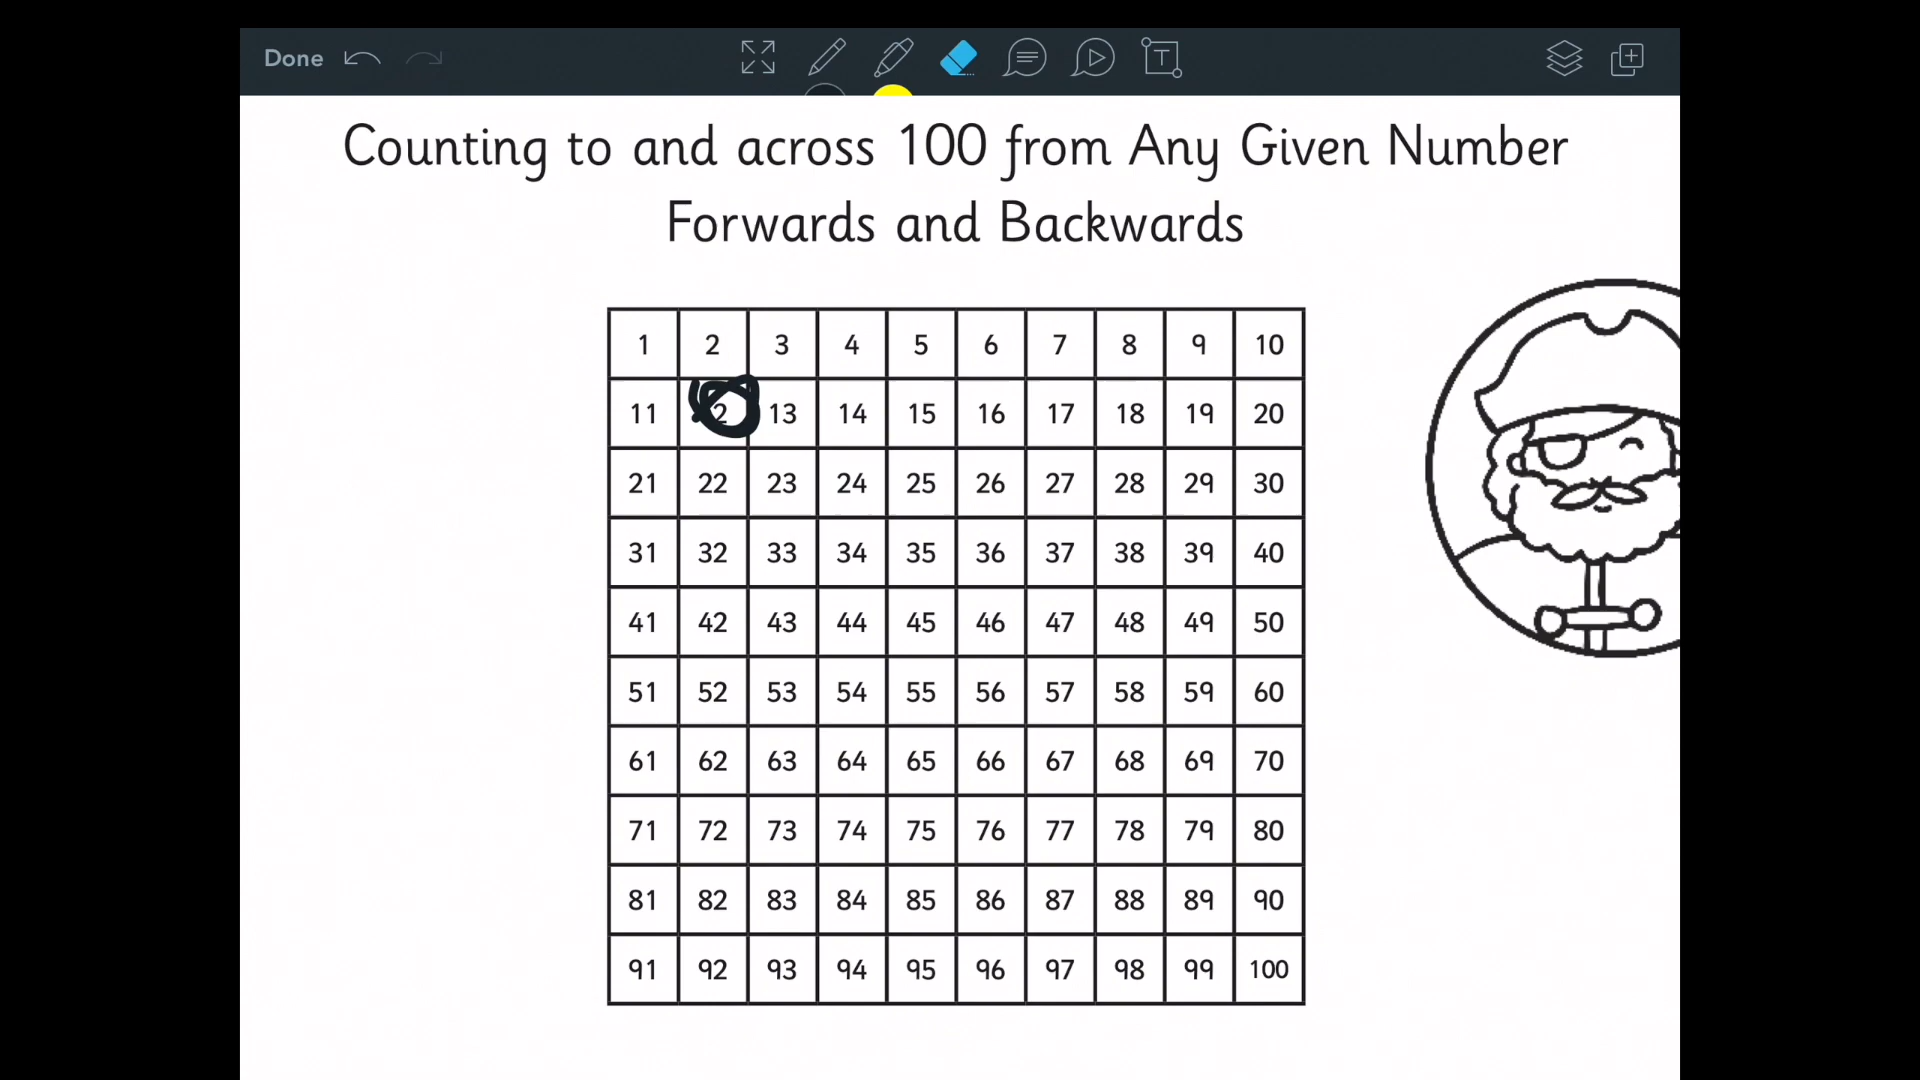 Done
T
Counting to and across 100 from Any Given Number
Forwards and Backwards
1 2 3 4 5 6 7 8 9 10
11 2 13 14 15 16 17 18 19 20
21 22 23 24 25 26 27 28 29 30
31 32 33 34 35 36 37 38 39 40
41 42 43 44 45 46 47 48 49 50
51 52 53 54 55 56 57 58 59 60
61 62 63 64 65 66 67 68 69 70
71 72 73 74 75 76 77 78 79 80
81 82 83 84 85 86 87 88 89 90
91 92 93 94 95 96 97 98 99 100